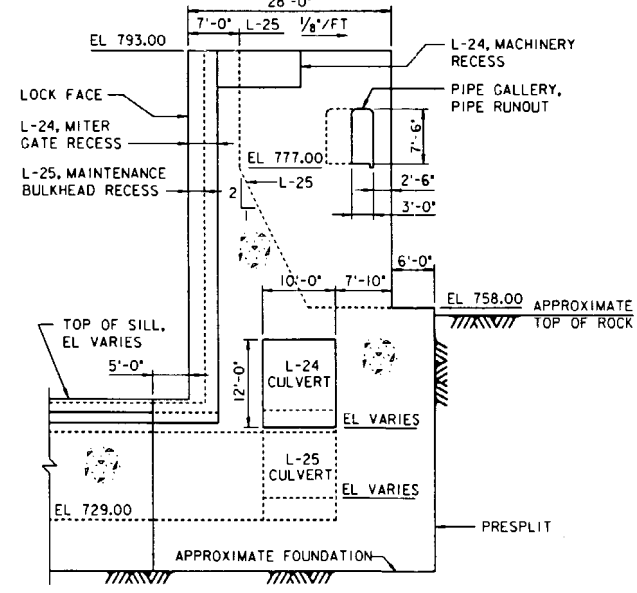 28'-0"
7'-0" L-25 1/8"/FT
EL 793.00
L-24, MACHINERY
RECESS
LOCK FACE
PIPE GALLERY,
PIPE RUNOUT
L-24, MITER
GATE RECESS
7'-6"
EL 777.00
L-25, MAINTENANCE
BULKHEAD RECESS
L-25
2
1
2'-6"
3'-0"
6'-0"
10'-0" 7'-10"
EL 758.00 APPROXIMATE
TOP OF ROCK
TOP OF SILL,
EL VARIES
5'-0"
12'-0"
L-24
CULVERT
EL VARIES
L-25
CULVERT
EL VARIES
EL 729.00
PRESPLIT
APPROXIMATE FOUNDATION